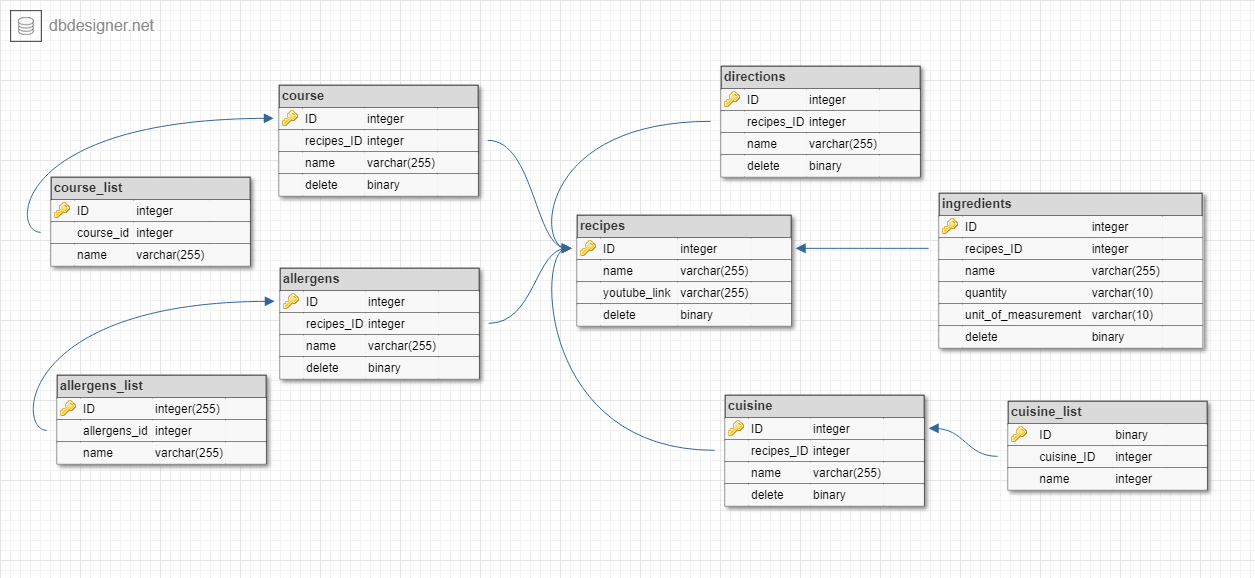 dbdesigner.net
course
ID integer
recipes_ID integer
name varchar(255)
delete binary
course_list
ID integer
course_id integer
name varchar(255)
allergens
ID integer
recipes_ID integer
name varchar(255)
delete binary
allergens_list
ID integer(255)
allergens_id integer
name varchar(255)
recipes
ID integer
name varchar(255)
youtube_link varchar(255)
delete binary
directions
ID integer
recipes_ID integer
name varchar(255)
delete binary
ingredients
ID integer
recipes_ID integer
name varchar(255)
quantity varchar(10)
unit_of_measurement varchar(10)
delete binary
cuisine
ID integer
recipes_ID integer
name varchar(255)
delete binary
cuisine_list
ID binary
cuisine_ID integer
name integer